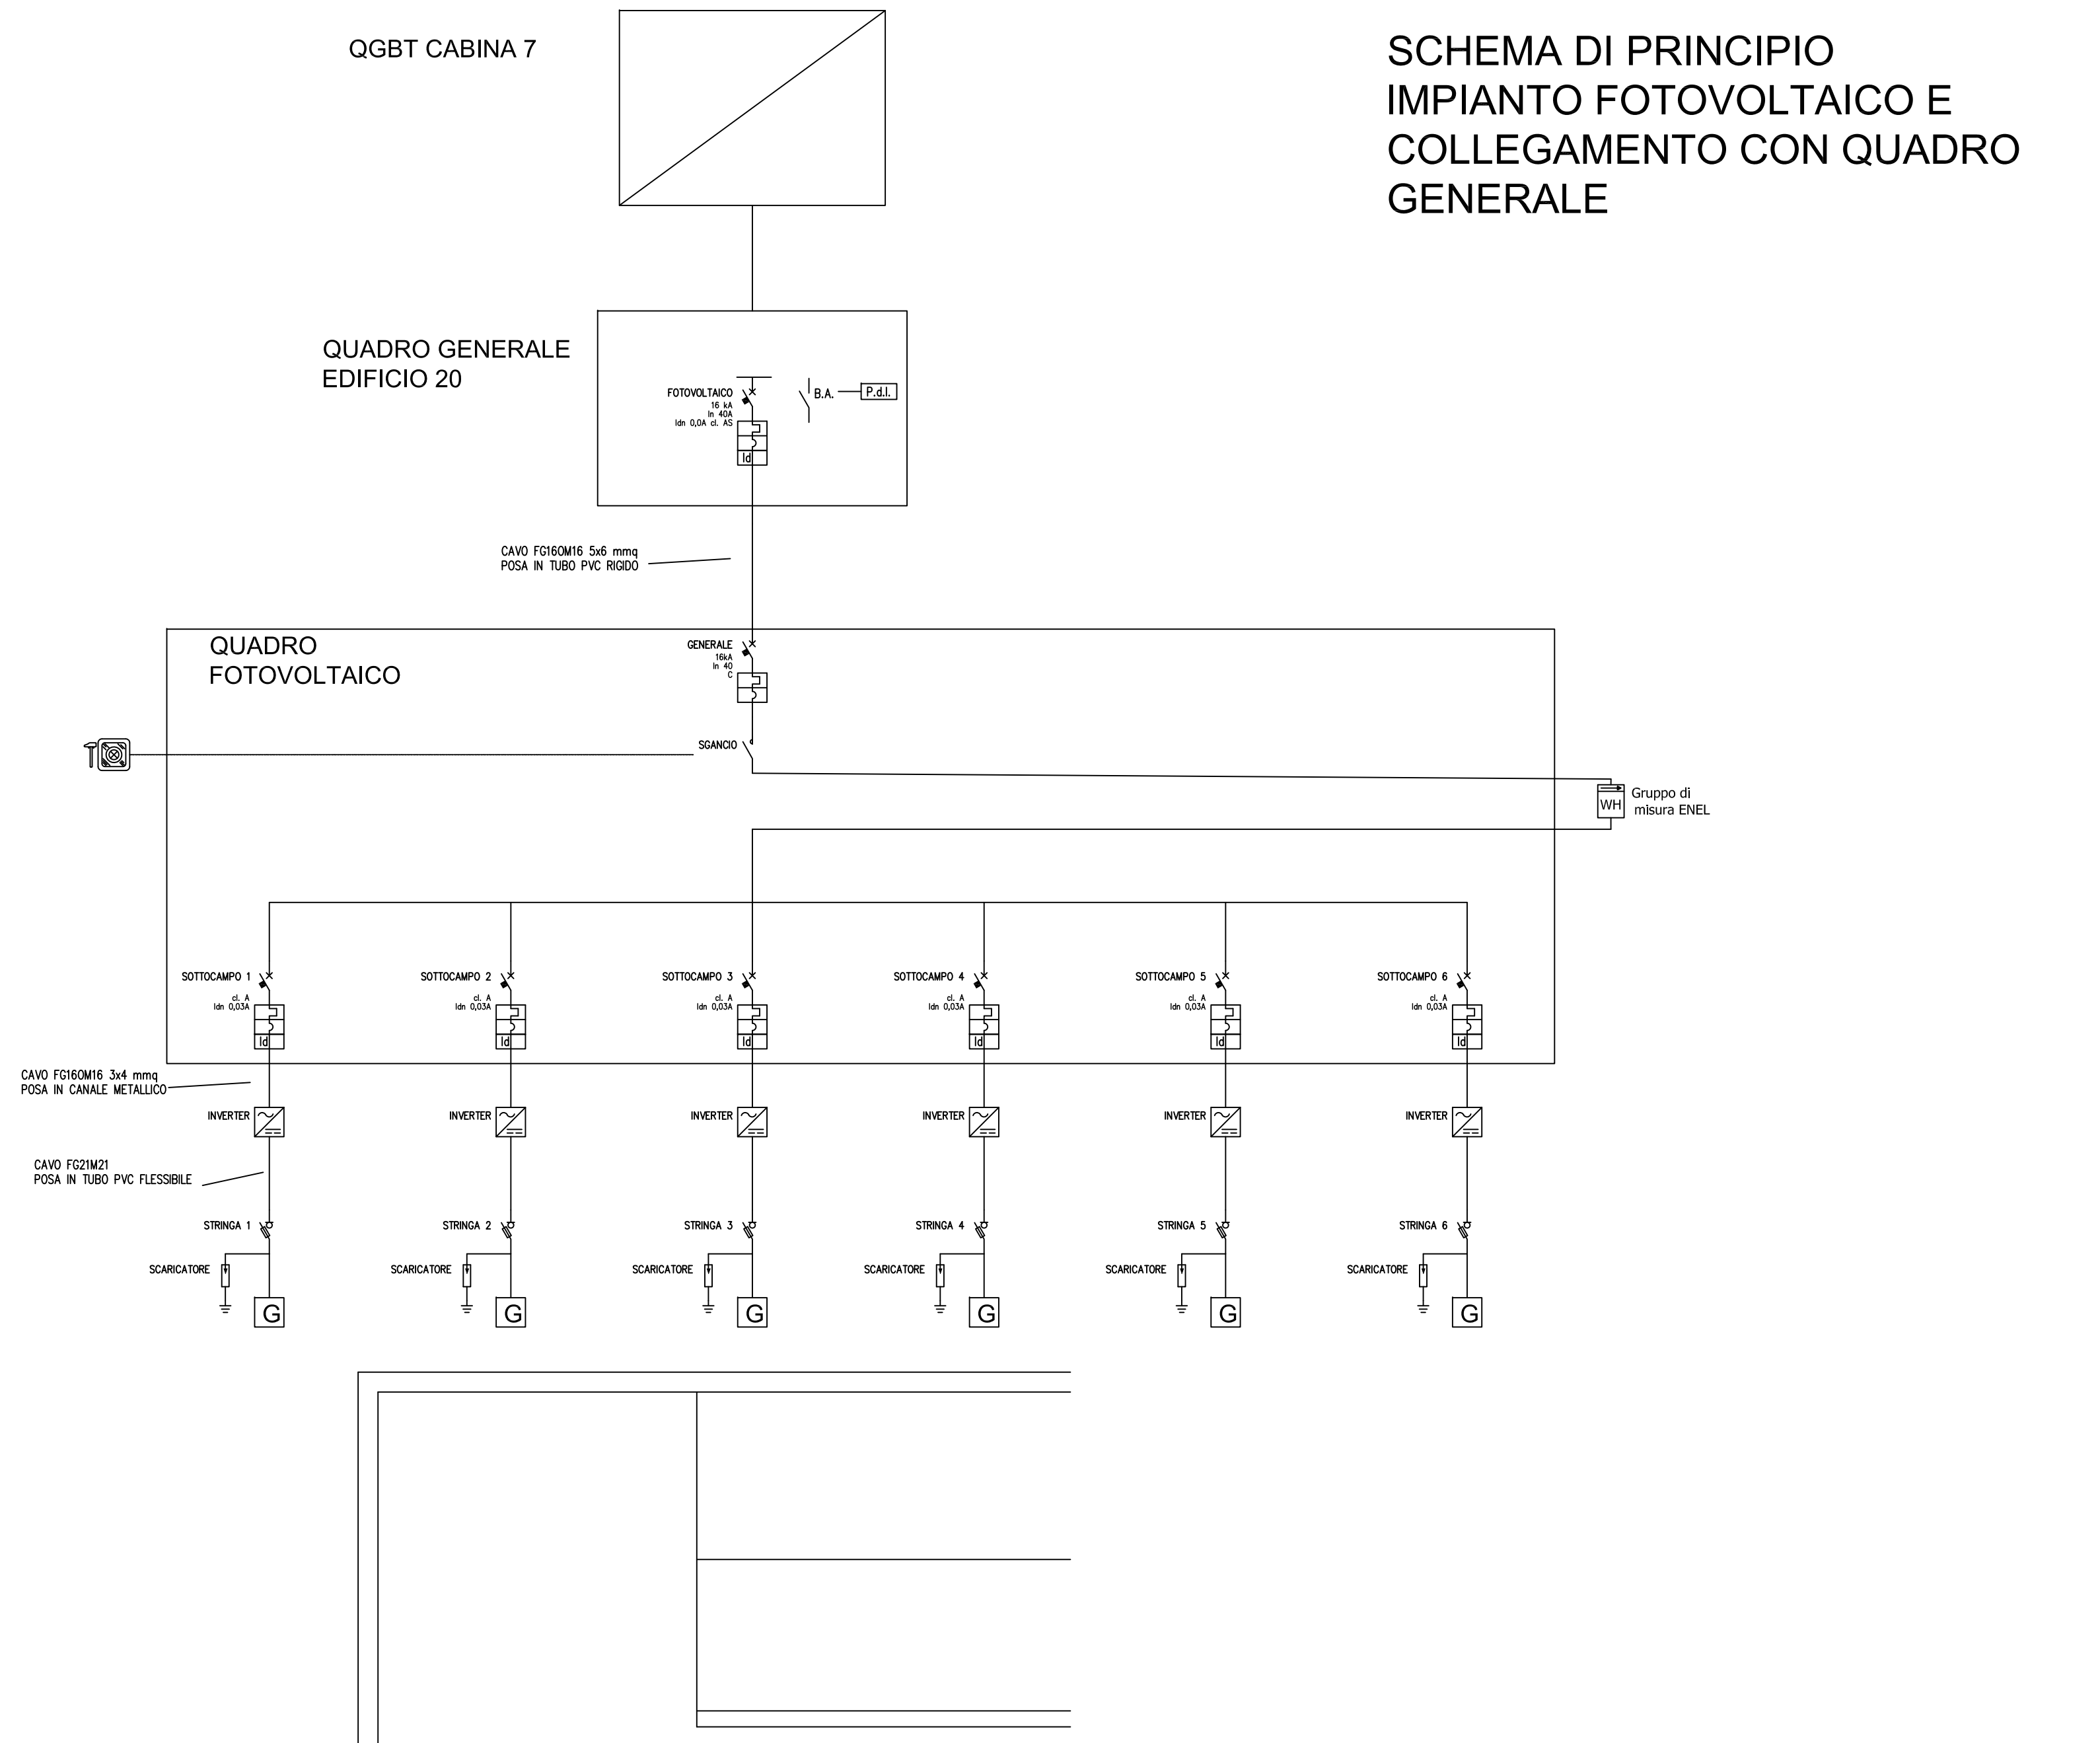 QGBT CABINA 7
SCHEMA DI PRINCIPIO
IMPIANTO FOTOVOLTAICO E
COLLEGAMENTO CON QUADRO
GENERALE
QUADRO GENERALE
EDIFICIO 20
FOTOVOLTAICO
16 kA
In 40A
Idn 0,0A cl. AS
Id
B.A.
P.d.I.
CAVO FG16OM16 5x6 mmq
POSA IN TUBO PVC RIGIDO
QUADRO
FOTOVOLTAICO
GENERALE
16kA
In 40
C
SGANCIO
WH
Gruppo di
misura ENEL
SOTTOCAMPO 1
cl. A
Idn 0,03A
Id
SOTTOCAMPO 2
cl. A
Idn 0,03A
Id
SOTTOCAMPO 3
cl. A
Idn 0,03A
Id
SOTTOCAMPO 4
cl. A
Idn 0,03A
Id
SOTTOCAMPO 5
cl. A
Idn 0,03A
Id
SOTTOCAMPO 6
cl. A
Idn 0,03A
Id
CAVO FG16OM16 3x4 mmq
POSA IN CANALE METALLICO
INVERTER
INVERTER
INVERTER
INVERTER
INVERTER
INVERTER
CAVO FG21M21
POSA IN TUBO PVC FLESSIBILE
STRINGA 1
STRINGA 2
STRINGA 3
STRINGA 4
STRINGA 5
STRINGA 6
SCARICATORE
SCARICATORE
SCARICATORE
SCARICATORE
SCARICATORE
SCARICATORE
G
G
G
G
G
G